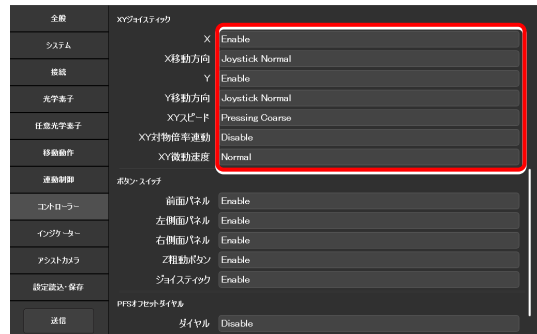 全般
システム
接続
光学素子
任意光学素子
移動動作
連動制御
コントローラー
インジケーター
アシストカメラ
設定読込・保存
送信
XYジョイスティック
X Enable
X移動方向 Joystick Normal
Y Enable
Y移動方向 Joystick Normal
XYスピード Pressing Coarse
XY対物倍率連動 Disable
XY微動速度 Normal
ボタン・スイッチ
前面パネル Enable
左側面パネル Enable
右側面パネル Enable
Z粗動ボタン Enable
ジョイスティック Enable
PFSオフセットダイヤル
ダイヤル Disable